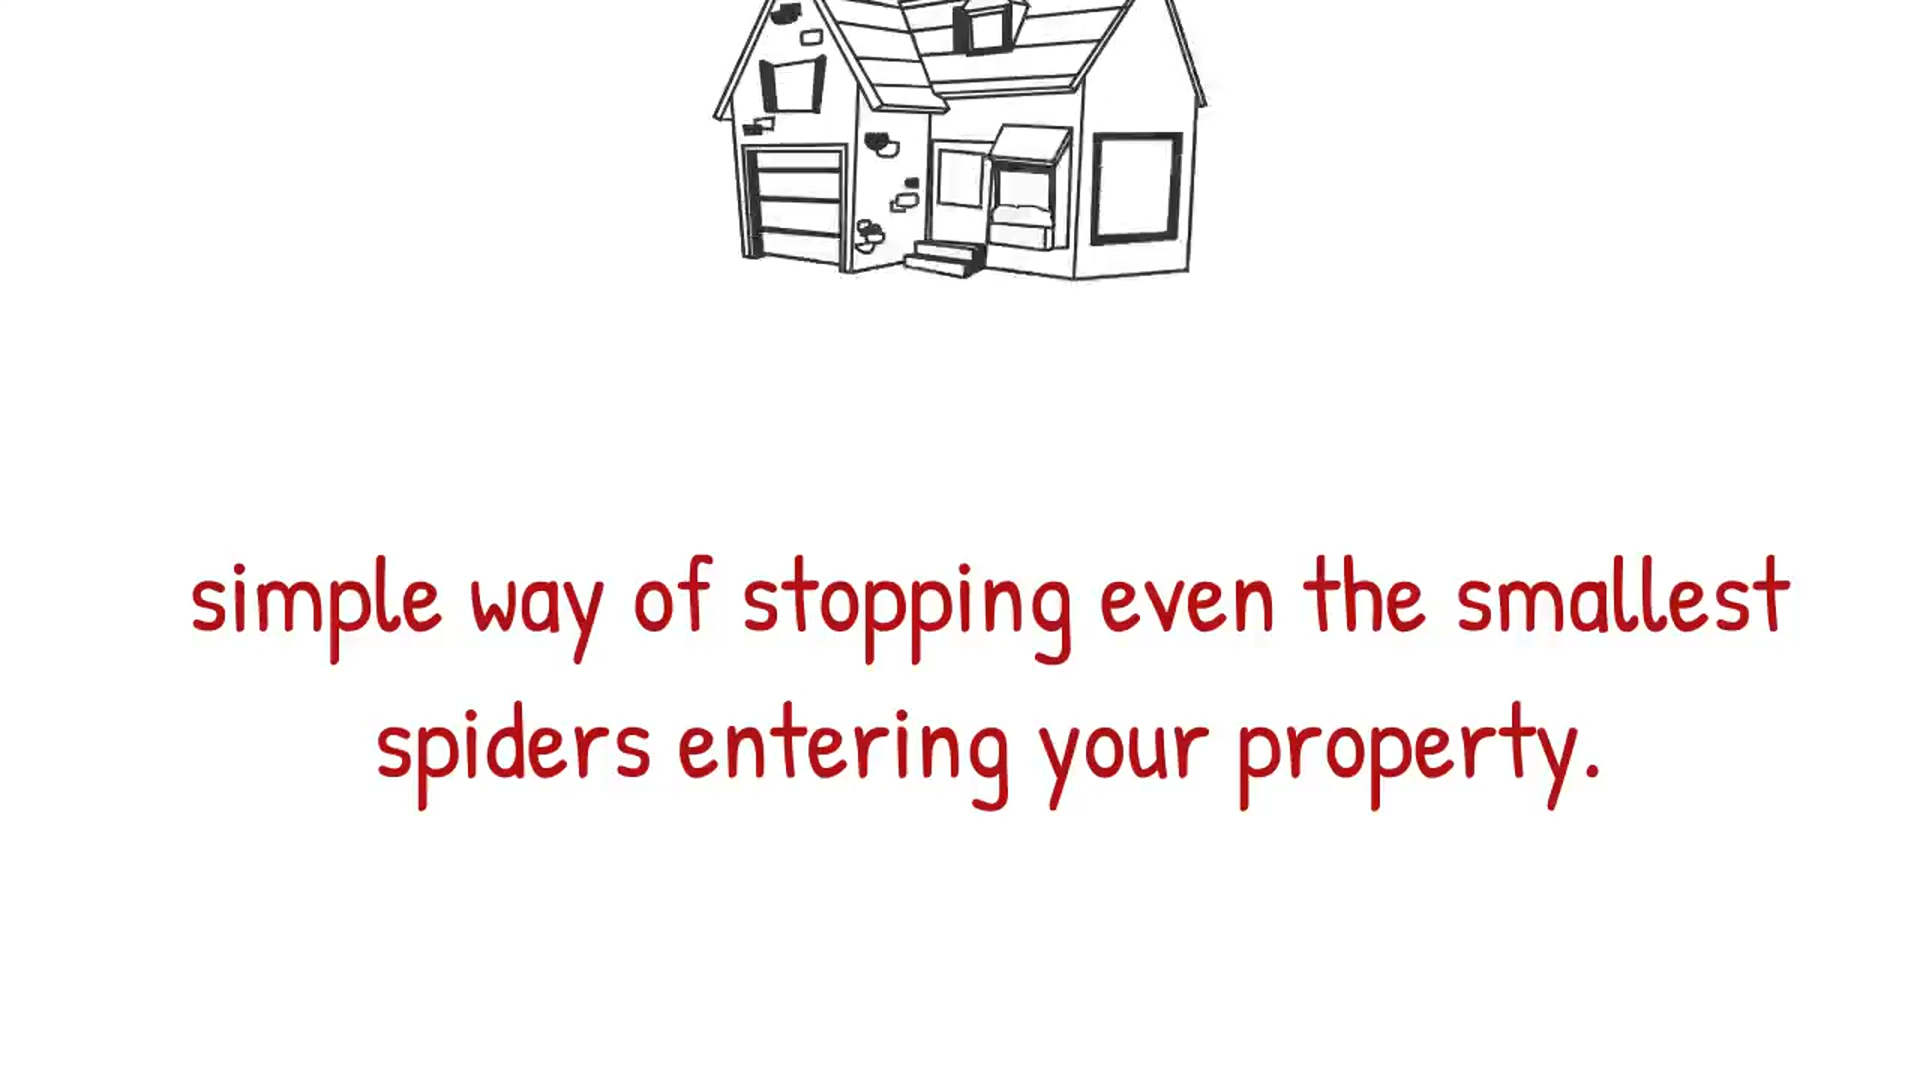 simple way of stopping even the smallest
spiders entering your property.